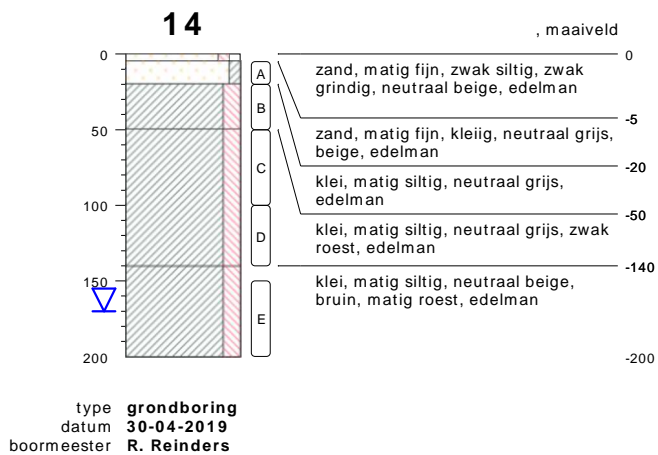 14
, maaiveld
0
0
zand, matig fijn, zwak siltig, zwak
grindig, neutraal beige, edelman
A
-5
B
zand, matig fijn, kleiig, neutraal grijs,
beige, edelman
50
-20
C
klei, matig siltig, neutraal grijs,
edelman
100
-50
D
klei, matig siltig, neutraal grijs, zwak
roest, edelman
-140
150
klei, matig siltig, neutraal beige,
bruin, matig roest, edelman
E
200
-200
type grondboring
datum 30-04-2019
boormeester R. Reinders